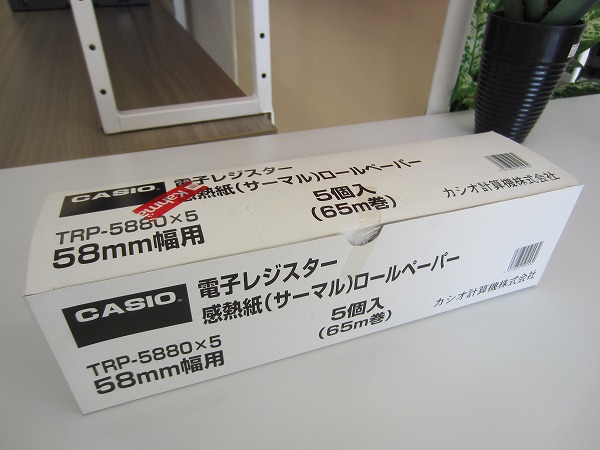 CASIO
電子レジスター
感熱紙(サーマル)ロールペーパー
TRP-5880×5
58mm幅用
5個入
(65m巻)
カシオ計算機株式会社
CASIO
電子レジスター
感熱紙(サーマル)ロールペーパー
TRP-5880×5
58mm幅用
5個入
(65m巻)
カシオ計算機株式会社